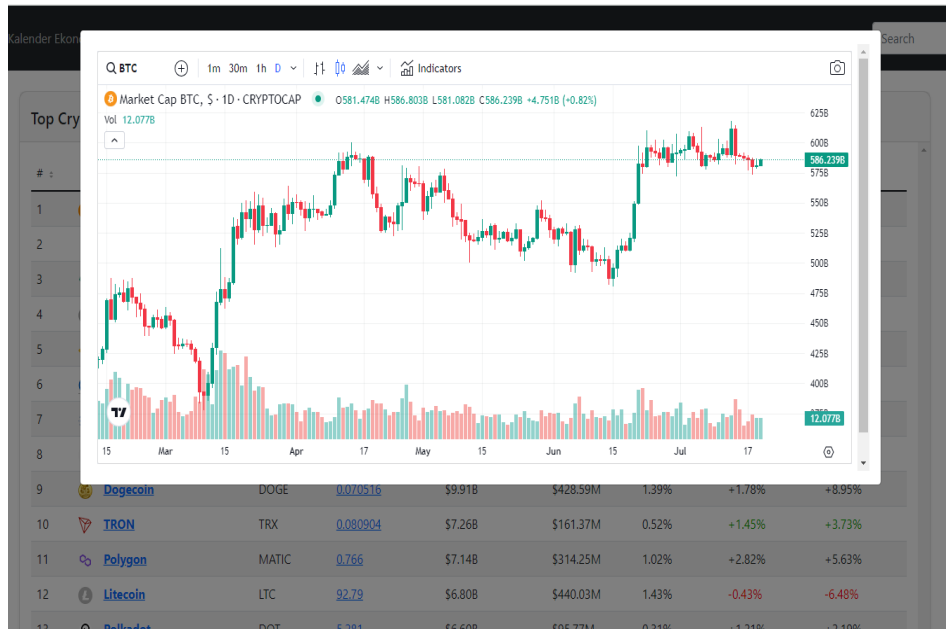 Kalender Ekon
Search
Top Cry
BTC 1m 30m 1h D Indicators
Market Cap BTC, $ · 1D · CRYPTOCAP O581.474B H586.803B L581.082B C586.239B +4.751B (+0.82%)
Vol 12.077B
625B
600B
586.239B
575B
550B
525B
500B
475B
450B
425B
400B
12.077B
15 Mar 15 Apr 17 May 15 Jun 15 Jul 17
#
1
2
3
4
5
6
7
8
9 Dogecoin DOGE 0.070516 $9.91B $428.59M 1.39% +1.78% +8.95%
10 TRON TRX 0.080904 $7.26B $161.37M 0.52% +1.45% +3.73%
11 Polygon MATIC 0.766 $7.14B $314.25M 1.02% +2.82% +5.63%
12 Litecoin LTC 92.79 $6.80B $440.03M 1.43% -0.43% -6.48%